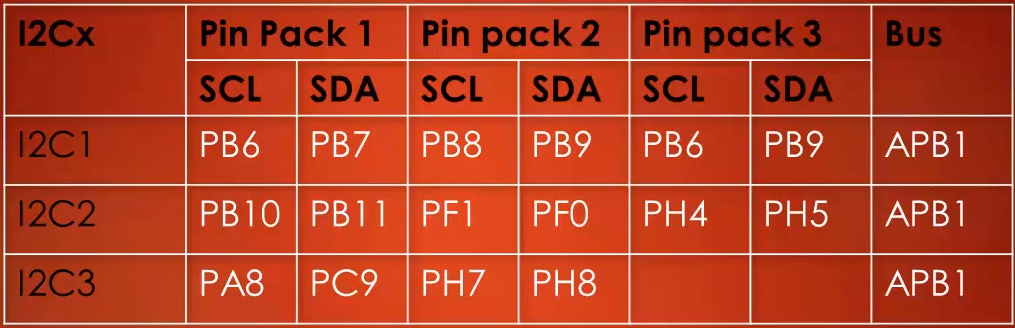 I2Cx Pin Pack 1 Pin pack 2 Pin pack 3 Bus
SCL SDA SCL SDA SCL SDA
I2C1 PB6 PB7 PB8 PB9 PB6 PB9 APB1
I2C2 PB10 PB11 PF1 PF0 PH4 PH5 APB1
I2C3 PA8 PC9 PH7 PH8 APB1